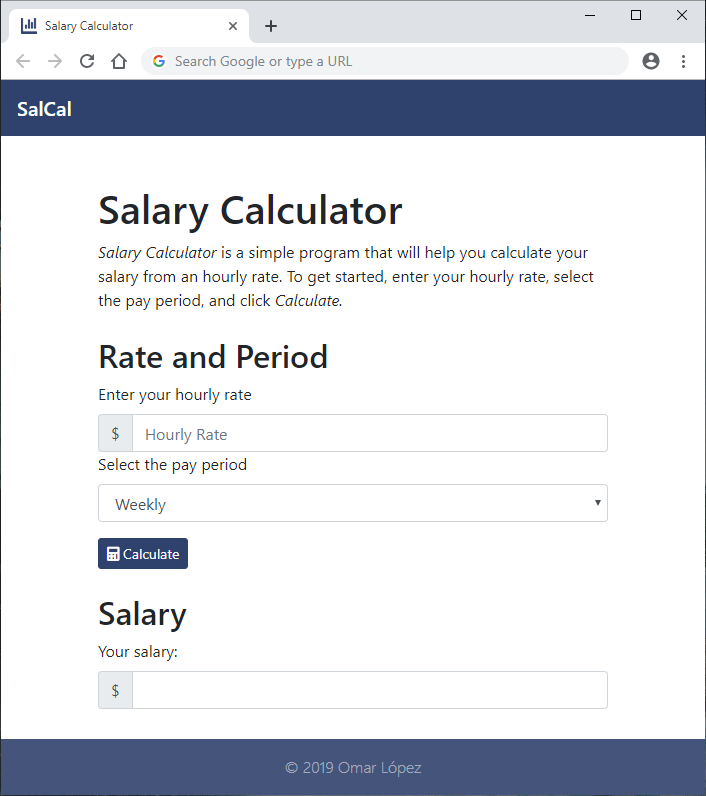 Salary Calculator
Search Google or type a URL
SalCal
Salary Calculator
Salary Calculator is a simple program that will help you calculate your
salary from an hourly rate. To get started, enter your hourly rate, select
the pay period, and click Calculate.
Rate and Period
Enter your hourly rate
$ Hourly Rate
Select the pay period
Weekly
Calculate
Salary
Your salary:
$
© 2019 Omar López